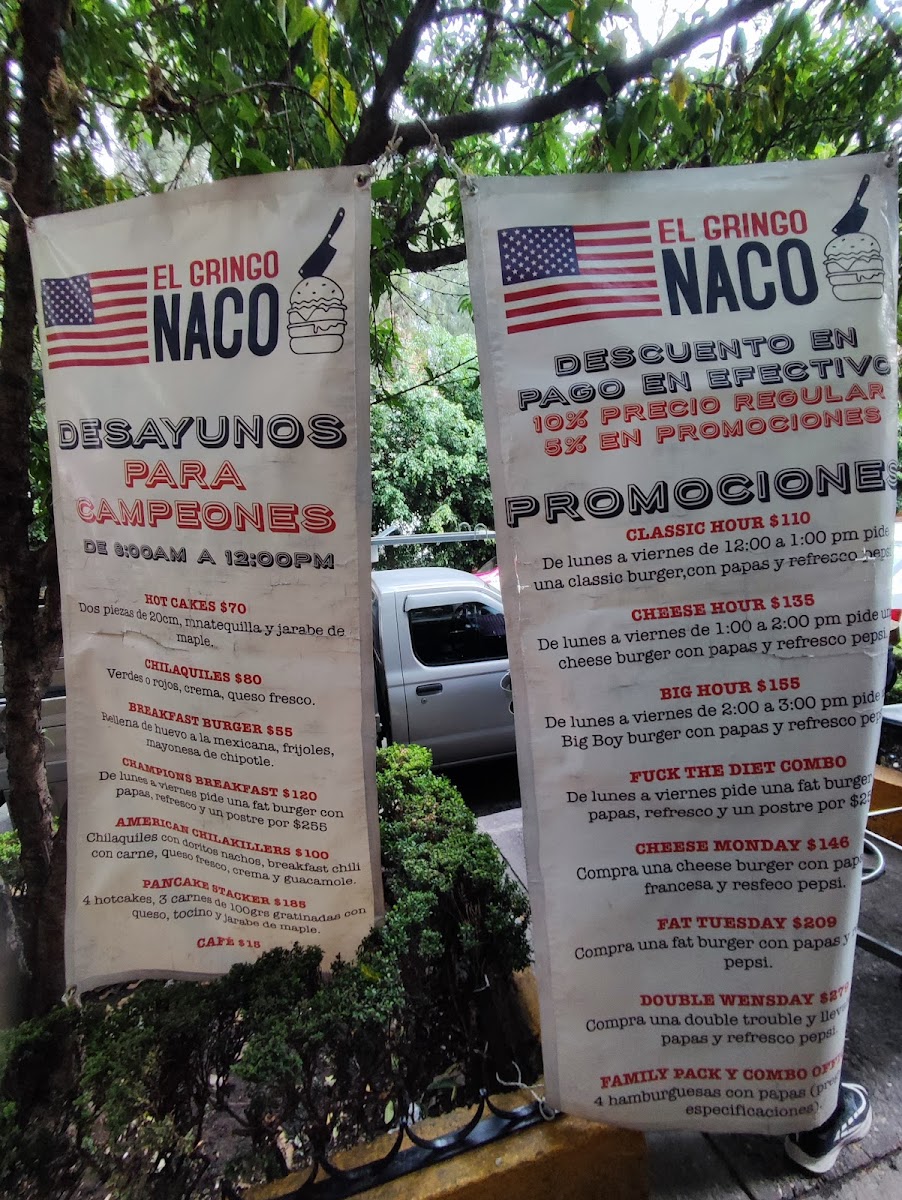 EL GRINGO
NACO
DESAYUNOS
PARA
CAMPEONES
DE 8:00AM A 12:00PM
HOT CAKES $70
Dos piezas de 20cm, mnatequilla y jarabe de
maple.
CHILAQUILES $80
Verdes o rojos, crema, queso fresco.
BREAKFAST BURGER $55
Rellena de huevo a la mexicana, frijoles,
mayonesa de chipotle.
CHAMPIONS BREAKFAST $120
De lunes a viernes pide una fat burger con
papas, refresco y un postre por $255
AMERICAN CHILAKILLERS $100
Chilaquiles con doritos nachos, breakfast chili
con carne, queso fresco, crema y guacamole.
PANCAKE STACKER $185
4 hotcakes, 3 carnes de 100grs gratinadas con
queso, tocino y jarabe de maple.
CAFÉ $15
EL GRINGO
NACO
DESCUENTO EN
PAGO EN EFECTIVO
10% PRECIO REGULAR
5% EN PROMOCIONES
PROMOCIONES
CLASSIC HOUR $110
De lunes a viernes de 12:00 a 1:00 pm pide
una classic burger,con papas y refresco pepsi
CHEESE HOUR $135
De lunes a viernes de 1:00 a 2:00 pm pide
cheese burger con papas y refresco pepsi.
BIG HOUR $155
De lunes a viernes de 2:00 a 3:00 pm pide
Big Boy burger con papas y refresco
FUCK THE DIET COMBO
De lunes a viernes pide una fat burger
papas, refresco y un postre por
CHEESE MONDAY $146
Compra una cheese burger con
francesa y resfeco pepsi.
FAT TUESDAY $209
Compra una fat burger con papas y
pepsi.
DOUBLE WENSDAY
Compra una double trouble y
papas y refresco pepsi.
FAMILY PACK Y COMBO
4 hamburguesas con papas
especificaciones).